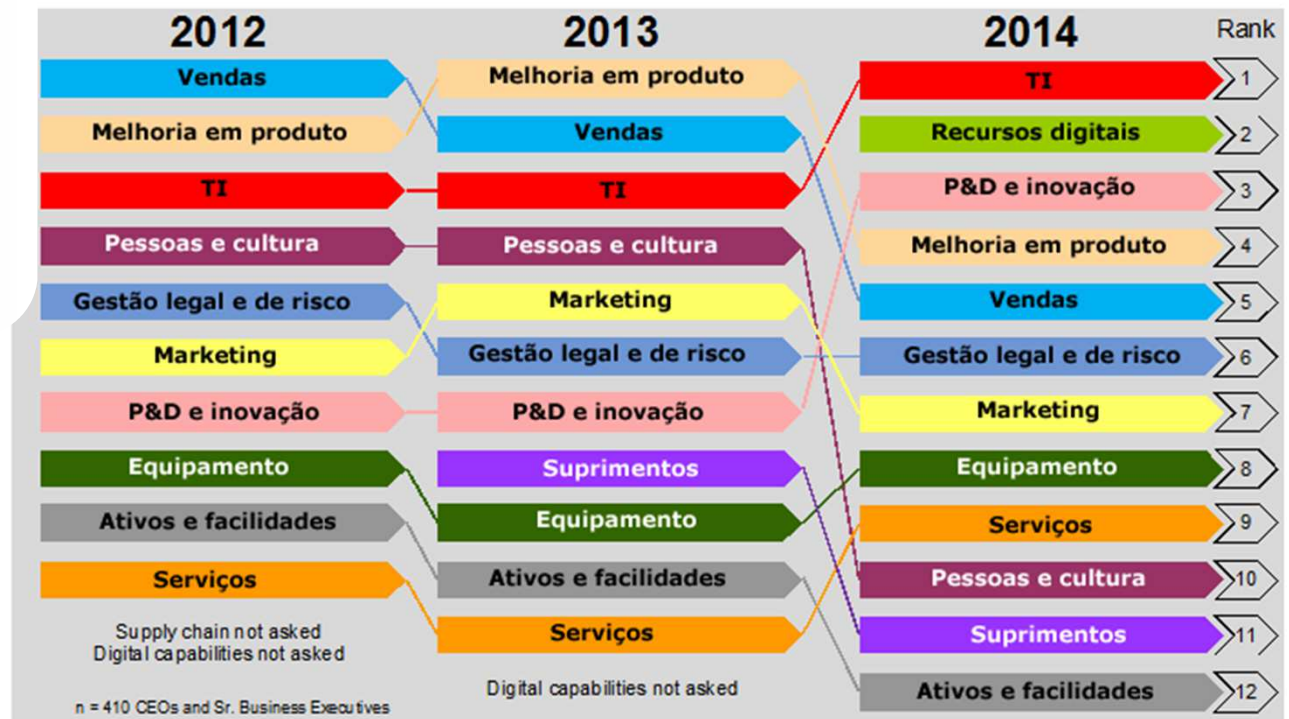 2012 2013 2014 Rank
Vendas Melhoria em produto TI 1
Melhoria em produto Vendas Recursos digitais 2
TI TI P&D e inovação 3
Pessoas e cultura Pessoas e cultura Melhoria em produto 4
Gestão legal e de risco Marketing Vendas 5
Marketing Gestão legal e de risco Gestão legal e de risco 6
P&D e inovação P&D e inovação Marketing 7
Equipamento Suprimentos Equipamento 8
Ativos e facilidades Equipamento Serviços 9
Serviços Ativos e facilidades Pessoas e cultura 10
Supply chain not asked Serviços Suprimentos 11
Digital capabilities not asked
Digital capabilities not asked Ativos e facilidades 12
n = 410 CEOs and Sr. Business Executives